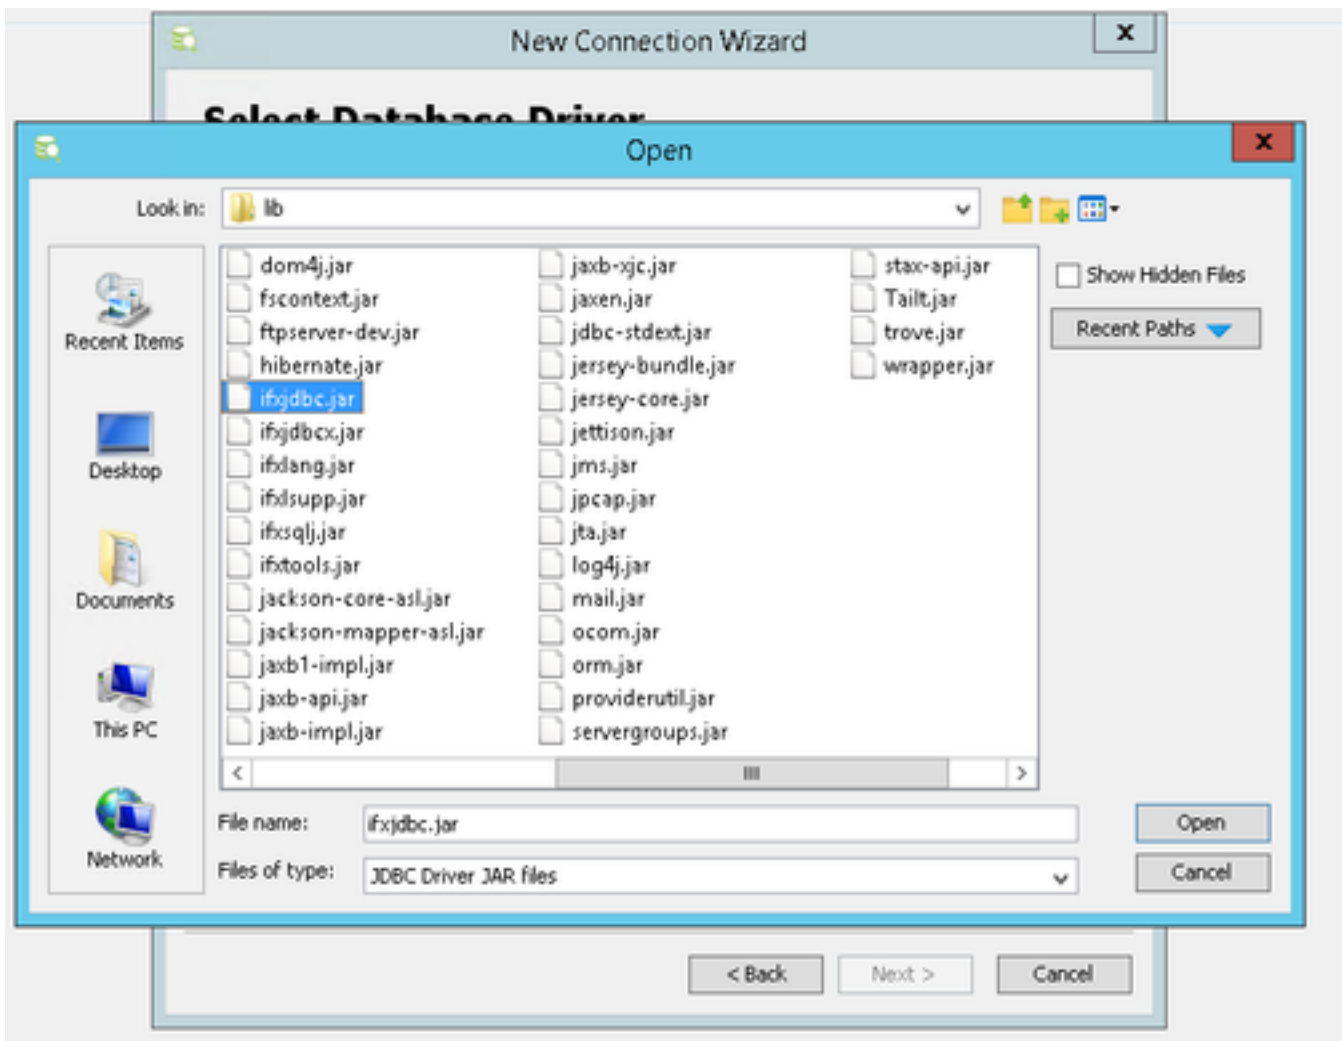 New Connection Wizard
x
Select Database Driver
Open
x
Look in:
lib
dom4j.jar
fscontext.jar
ftpserver-dev.jar
hibernate.jar
ifxjdbc.jar
ifxjdbcx.jar
ifxlang.jar
ifxlsupp.jar
ifxsqlj.jar
ifxtools.jar
jackson-core-asl.jar
jackson-mapper-asl.jar
jaxb1-impl.jar
jaxb-api.jar
jaxb-impl.jar
jaxb-xjc.jar
jaxen.jar
jdbc-stdext.jar
jersey-bundle.jar
jersey-core.jar
jettison.jar
jms.jar
jpcap.jar
jta.jar
log4j.jar
mail.jar
ocom.jar
orm.jar
providerutil.jar
servergroups.jar
stax-api.jar
Tailt.jar
trove.jar
wrapper.jar
Show Hidden Files
Recent Paths
Recent Items
Desktop
Documents
This PC
Network
File name:
ifxjdbc.jar
Open
Files of type:
JDBC Driver JAR files
Cancel
< Back
Next >
Cancel